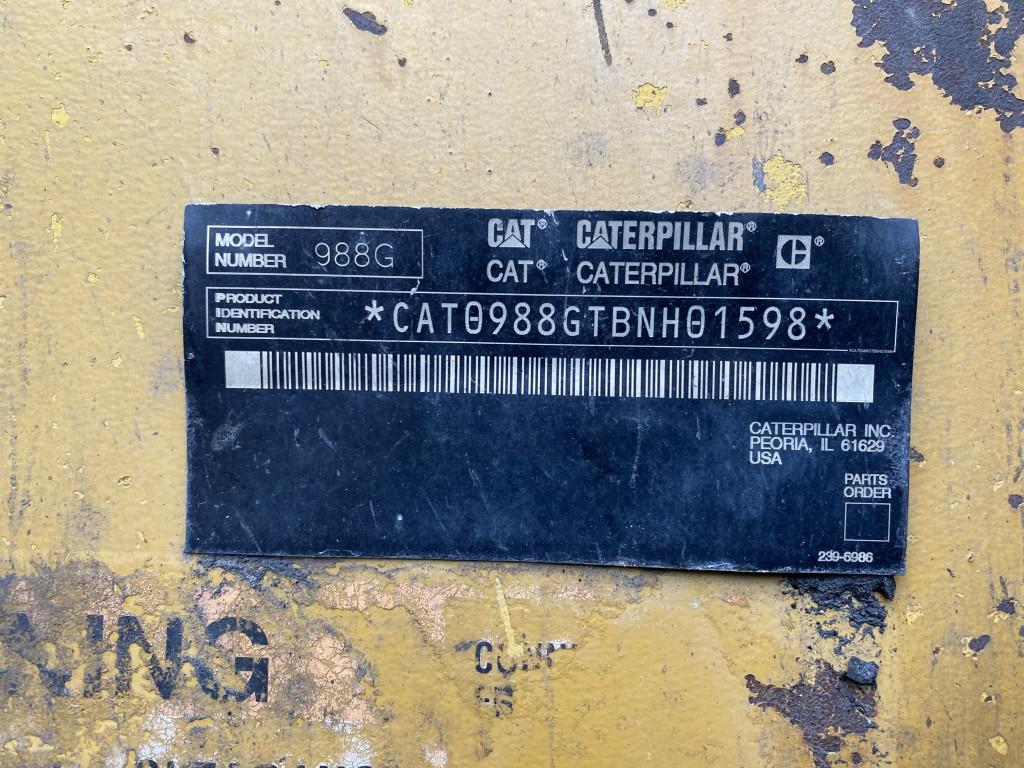 MODEL NUMBER 988G
CAT® CATERPILLAR® C®
CAT® CATERPILLAR®
PRODUCT IDENTIFICATION NUMBER *CAT0988GTBNH01598*
CATERPILLAR INC.
PEORIA, IL 61629
USA
PARTS
ORDER
239-6986
NING